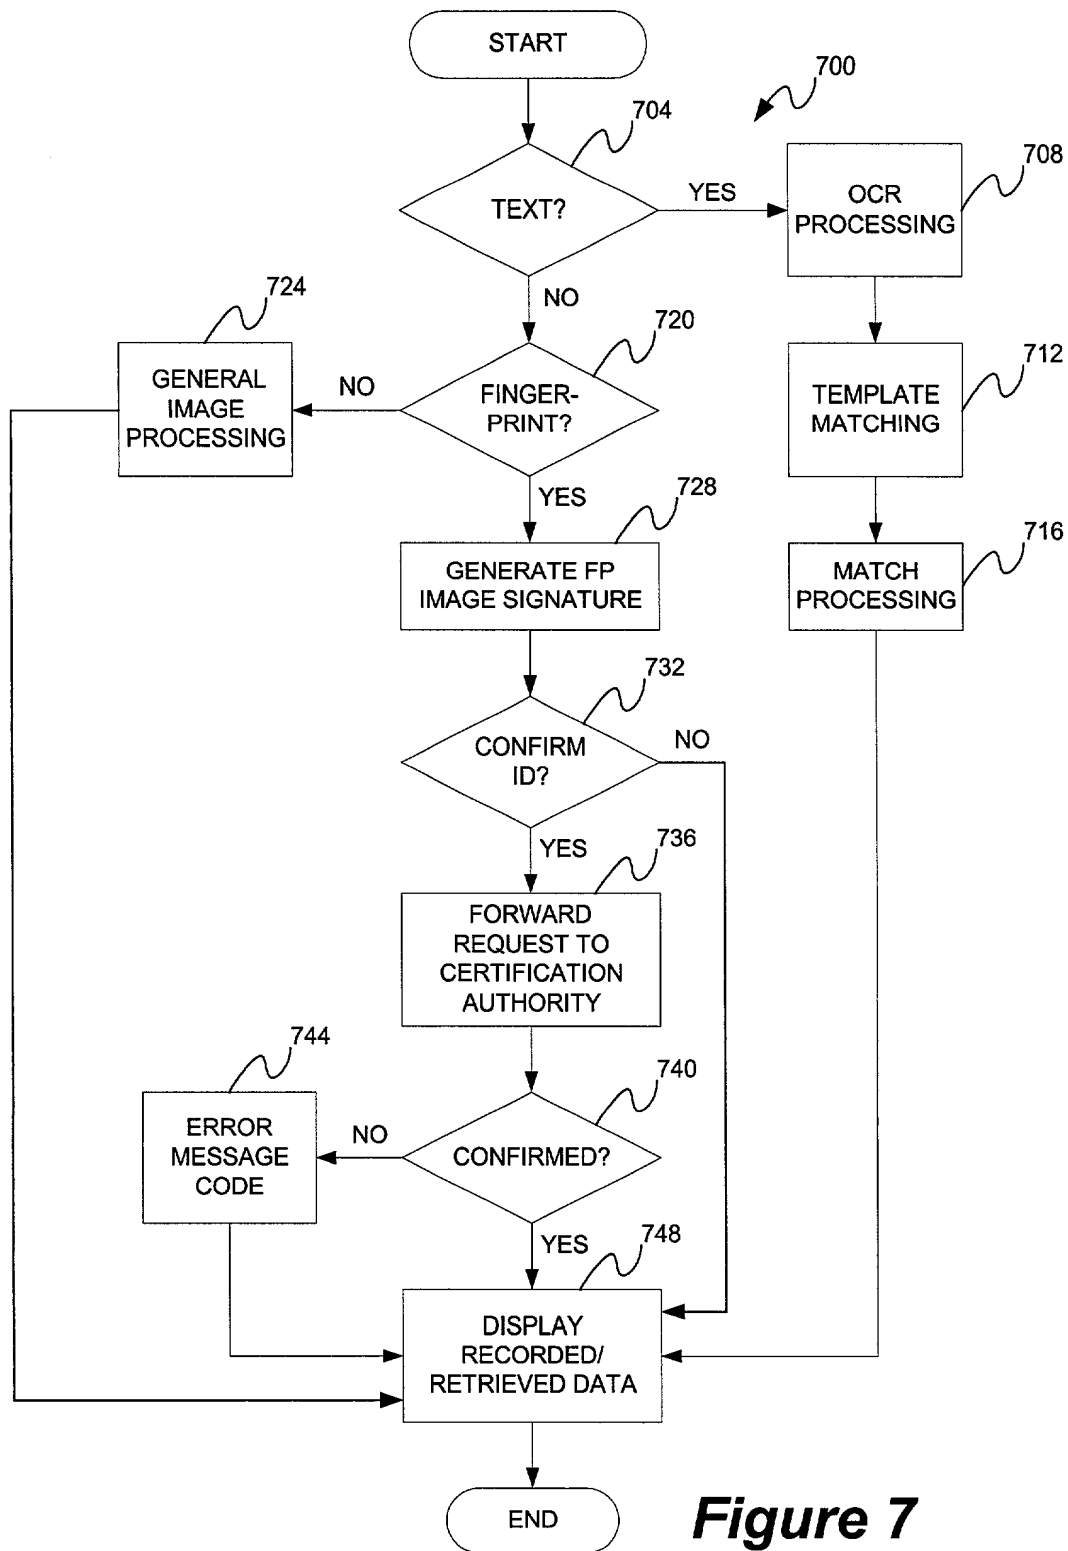 START
700
704
TEXT?
YES
708
OCR
PROCESSING
NO
724
GENERAL
IMAGE
PROCESSING
NO
720
FINGER-
PRINT?
712
TEMPLATE
MATCHING
YES
728
GENERATE FP
IMAGE SIGNATURE
716
MATCH
PROCESSING
732
CONFIRM
ID?
NO
YES
736
FORWARD
REQUEST TO
CERTIFICATION
AUTHORITY
744
ERROR
MESSAGE
CODE
NO
740
CONFIRMED?
YES
748
DISPLAY
RECORDED/
RETRIEVED DATA
END
Figure 7